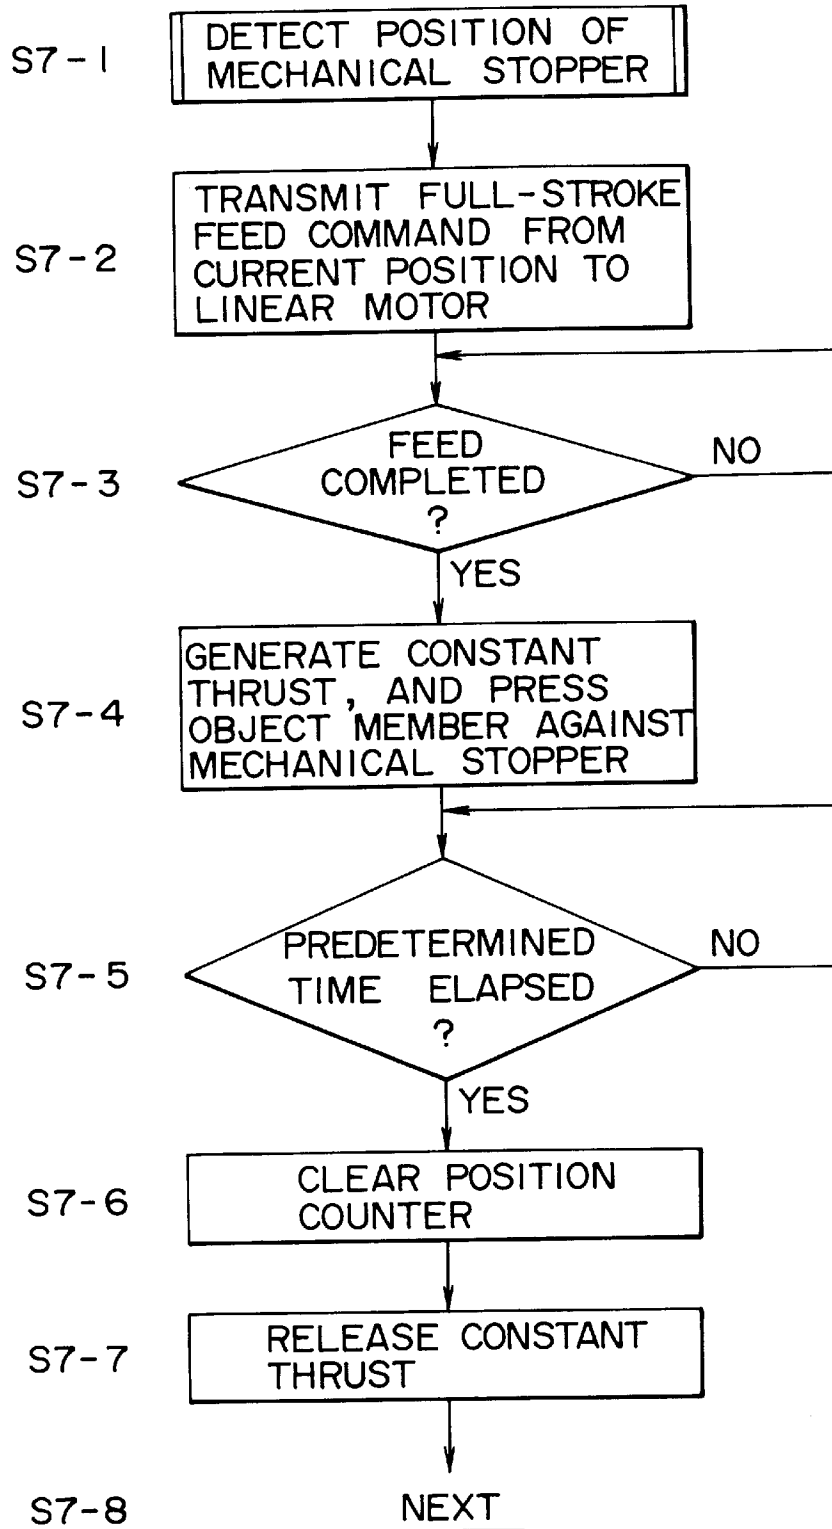 S7-1
DETECT POSITION OF
MECHANICAL STOPPER
S7-2
TRANSMIT FULL-STROKE
FEED COMMAND FROM
CURRENT POSITION TO
LINEAR MOTOR
S7-3
FEED
COMPLETED
?
NO
YES
S7-4
GENERATE CONSTANT
THRUST, AND PRESS
OBJECT MEMBER AGAINST
MECHANICAL STOPPER
S7-5
PREDETERMINED
TIME ELAPSED
?
NO
YES
S7-6
CLEAR POSITION
COUNTER
S7-7
RELEASE CONSTANT
THRUST
S7-8
NEXT